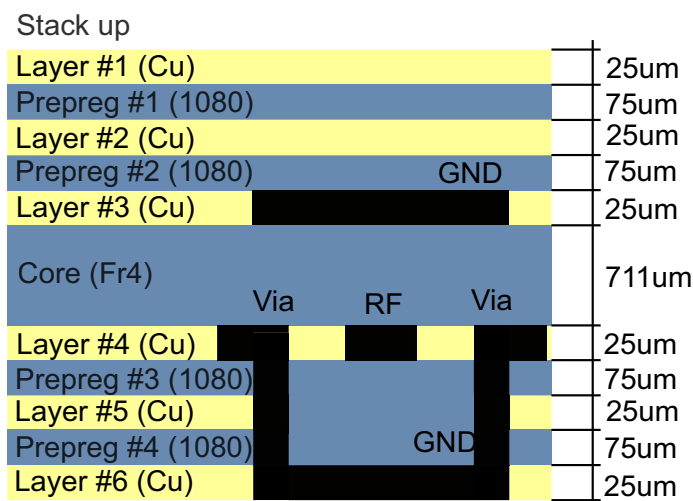 Stack up
Layer #1 (Cu) 25um
Prepreg #1 (1080) 75um
Layer #2 (Cu) 25um
Prepreg #2 (1080) GND 75um
Layer #3 (Cu) 25um
Core (Fr4) 711um
Via RF Via
Layer #4 (Cu) 25um
Prepreg #3 (1080) 75um
Layer #5 (Cu) 25um
Prepreg #4 (1080) GND 75um
Layer #6 (Cu) 25um